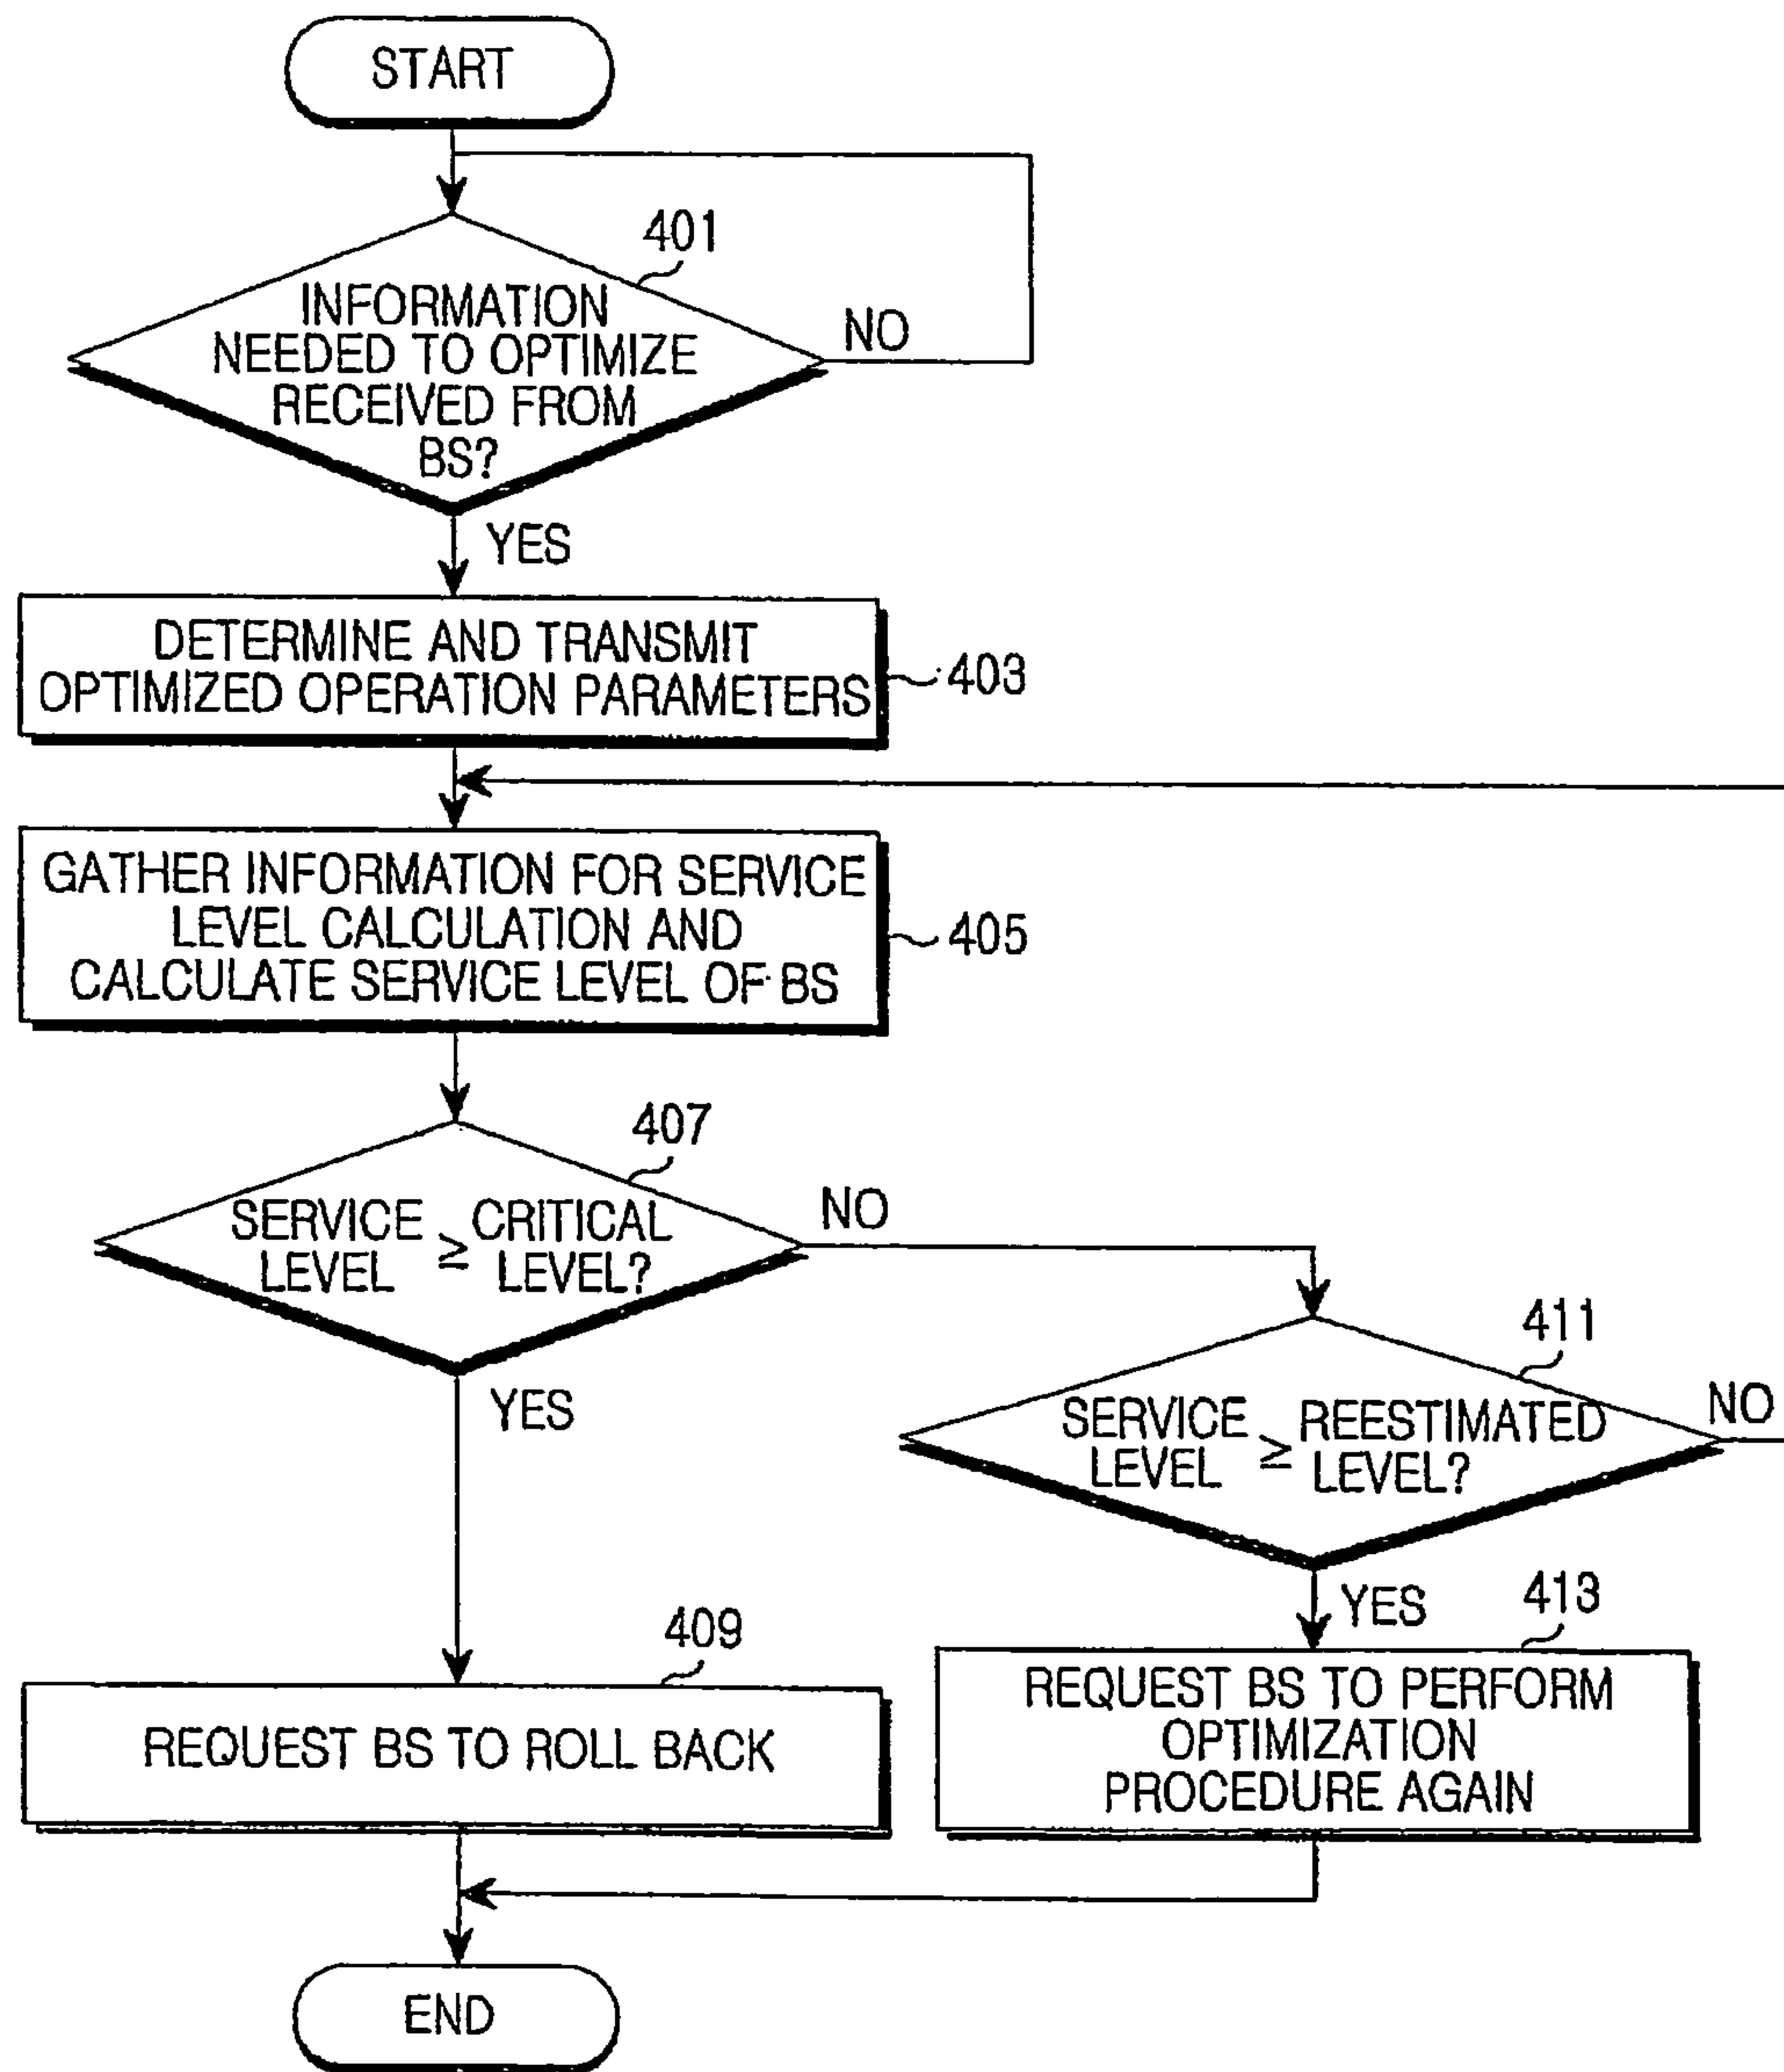 START
401
INFORMATION
NEEDED TO OPTIMIZE
RECEIVED FROM
BS?
NO
YES
DETERMINE AND TRANSMIT
OPTIMIZED OPERATION PARAMETERS
403
GATHER INFORMATION FOR SERVICE
LEVEL CALCULATION AND
CALCULATE SERVICE LEVEL OF BS
405
407
SERVICE LEVEL ≥ CRITICAL LEVEL?
NO
YES
411
SERVICE LEVEL ≥ REESTIMATED LEVEL?
NO
YES
409
REQUEST BS TO ROLL BACK
413
REQUEST BS TO PERFORM
OPTIMIZATION
PROCEDURE AGAIN
END